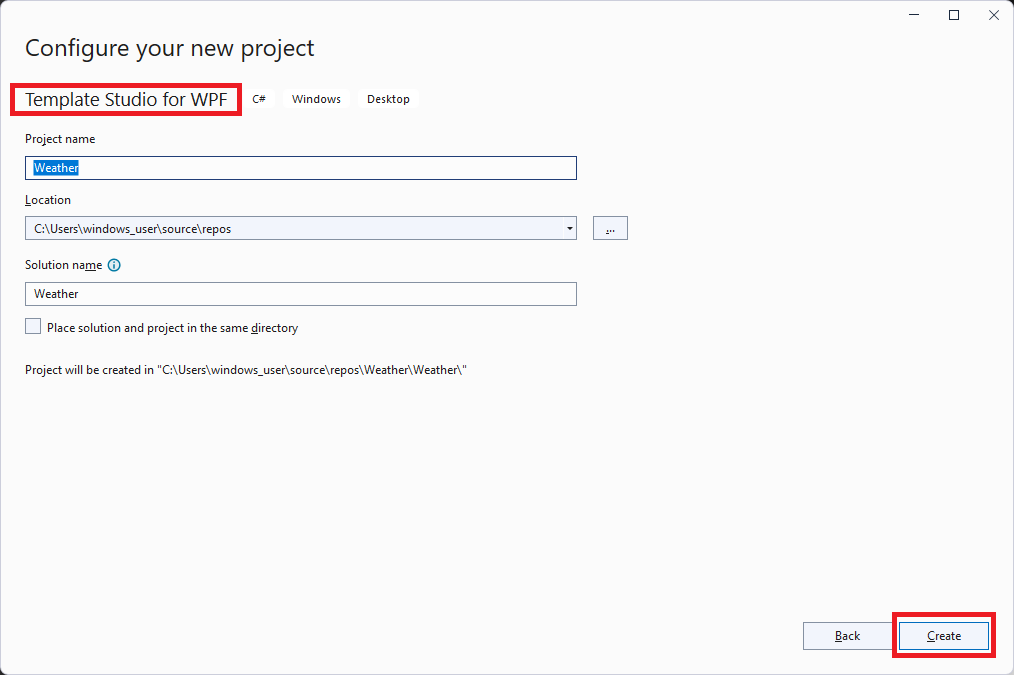 Configure your new project
Template Studio for WPF C# Windows Desktop
Project name
Weather
Location
C:\Users\windows_user\source\repos ...
Solution name
Weather
Place solution and project in the same directory
Project will be created in "C:\Users\windows_user\source\repos\Weather\Weather\"
Back Create